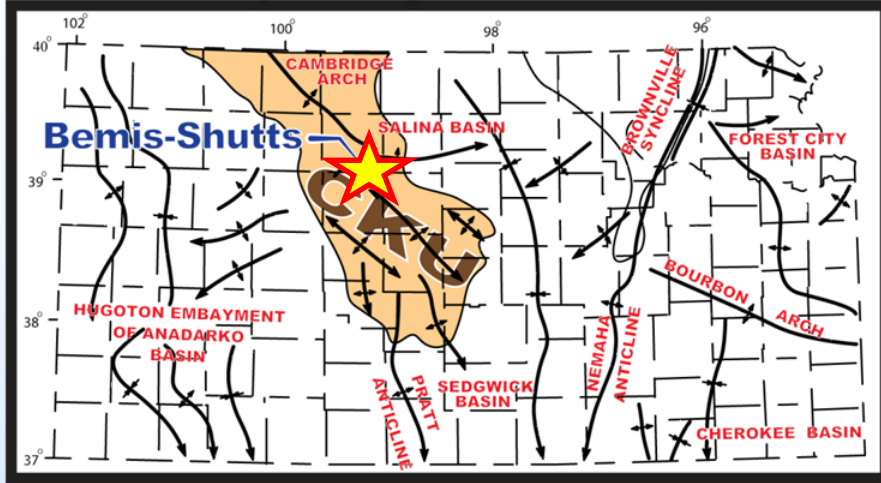 102°
100°
98°
96°
40°
CAMBRIDGE
ARCH
BROWNVILLE
SYNCLINE
Bemis-Shutts
SALINA BASIN
FOREST CITY
BASIN
39°
CKU
BOURBON
ARCH
HUGOTON EMBAYMENT
OF ANADARKO
BASIN
38°
NEMAHA
ANTICLINE
PRATT
ANTICLINE
SEDGWICK
BASIN
CHEROKEE BASIN
37°